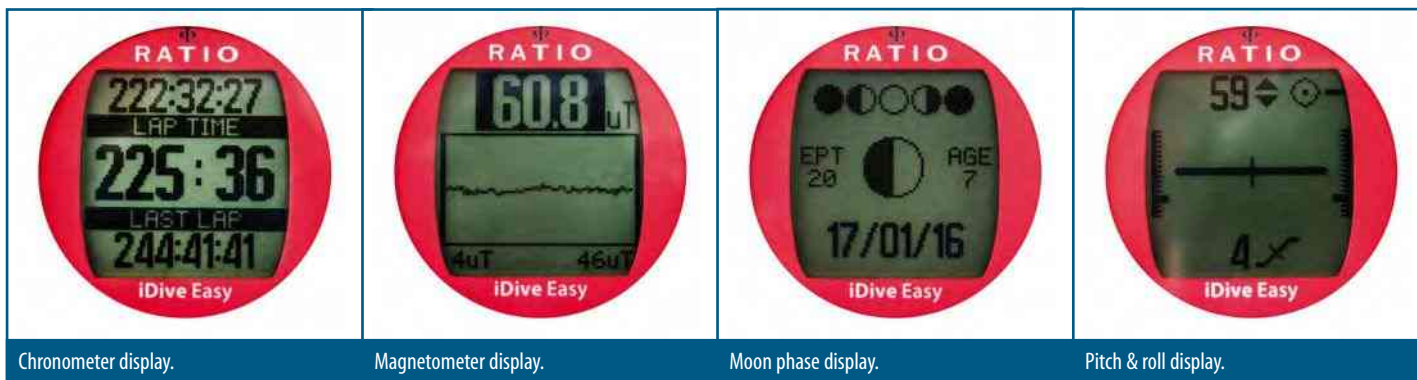 RATIO
222:32:27
LAP TIME
225:36
LAST LAP
244:41:41
iDive Easy
Chronometer display.
RATIO
60.8 uT
4uT 46uT
iDive Easy
Magnetometer display.
RATIO
EPT AGE
20 7
17/01/16
iDive Easy
Moon phase display.
RATIO
59
4
iDive Easy
Pitch & roll display.